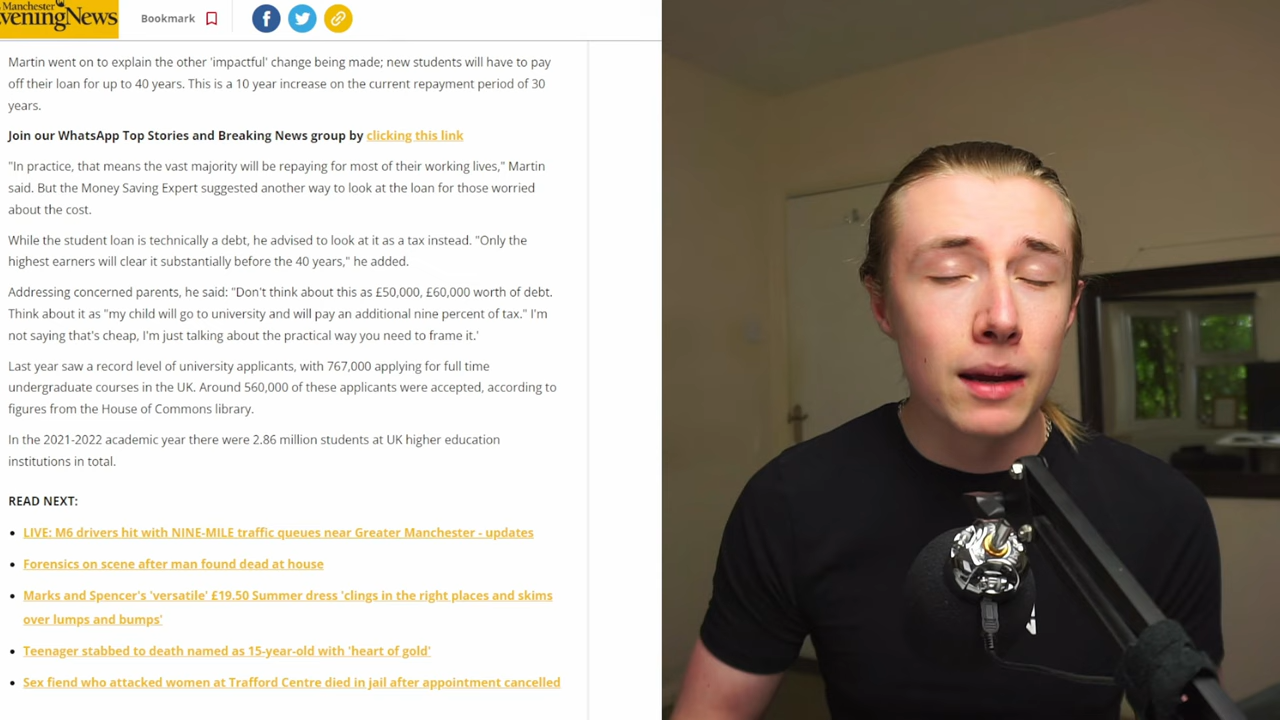 Manchester
veningNews
Bookmark
Martin went on to explain the other 'impactful' change being made; new students will have to pay
off their loan for up to 40 years. This is a 10 year increase on the current repayment period of 30
years.
Join our WhatsApp Top Stories and Breaking News group by clicking this link
"In practice, that means the vast majority will be repaying for most of their working lives," Martin
said. But the Money Saving Expert suggested another way to look at the loan for those worried
about the cost.
While the student loan is technically a debt, he advised to look at it as a tax instead. "Only the
highest earners will clear it substantially before the 40 years," he added.
Addressing concerned parents, he said: "Don't think about this as £50,000, £60,000 worth of debt.
Think about it as "my child will go to university and will pay an additional nine percent of tax." I'm
not saying that's cheap, I'm just talking about the practical way you need to frame it.'
Last year saw a record level of university applicants, with 767,000 applying for full time
undergraduate courses in the UK. Around 560,000 of these applicants were accepted, according to
figures from the House of Commons library.
In the 2021-2022 academic year there were 2.86 million students at UK higher education
institutions in total.
READ NEXT:
LIVE: M6 drivers hit with NINE-MILE traffic queues near Greater Manchester - updates
Forensics on scene after man found dead at house
Marks and Spencer's 'versatile' £19.50 Summer dress 'clings in the right places and skims
over lumps and bumps'
Teenager stabbed to death named as 15-year-old with 'heart of gold'
Sex fiend who attacked women at Trafford Centre died in jail after appointment cancelled